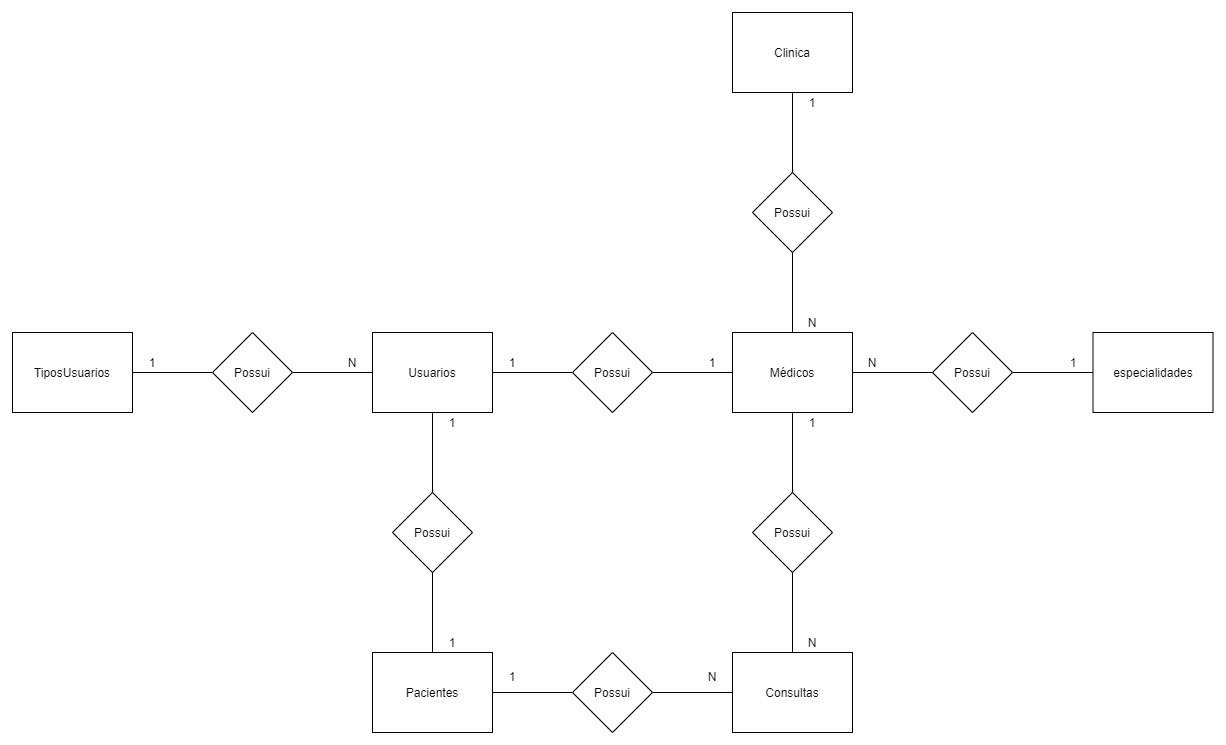 Clinica
1
Possui
N
TiposUsuarios
1
Possui
N
Usuarios
1
Possui
1
Médicos
N
Possui
1
especialidades
1
1
Possui
Possui
1
N
Pacientes
1
Possui
N
Consultas